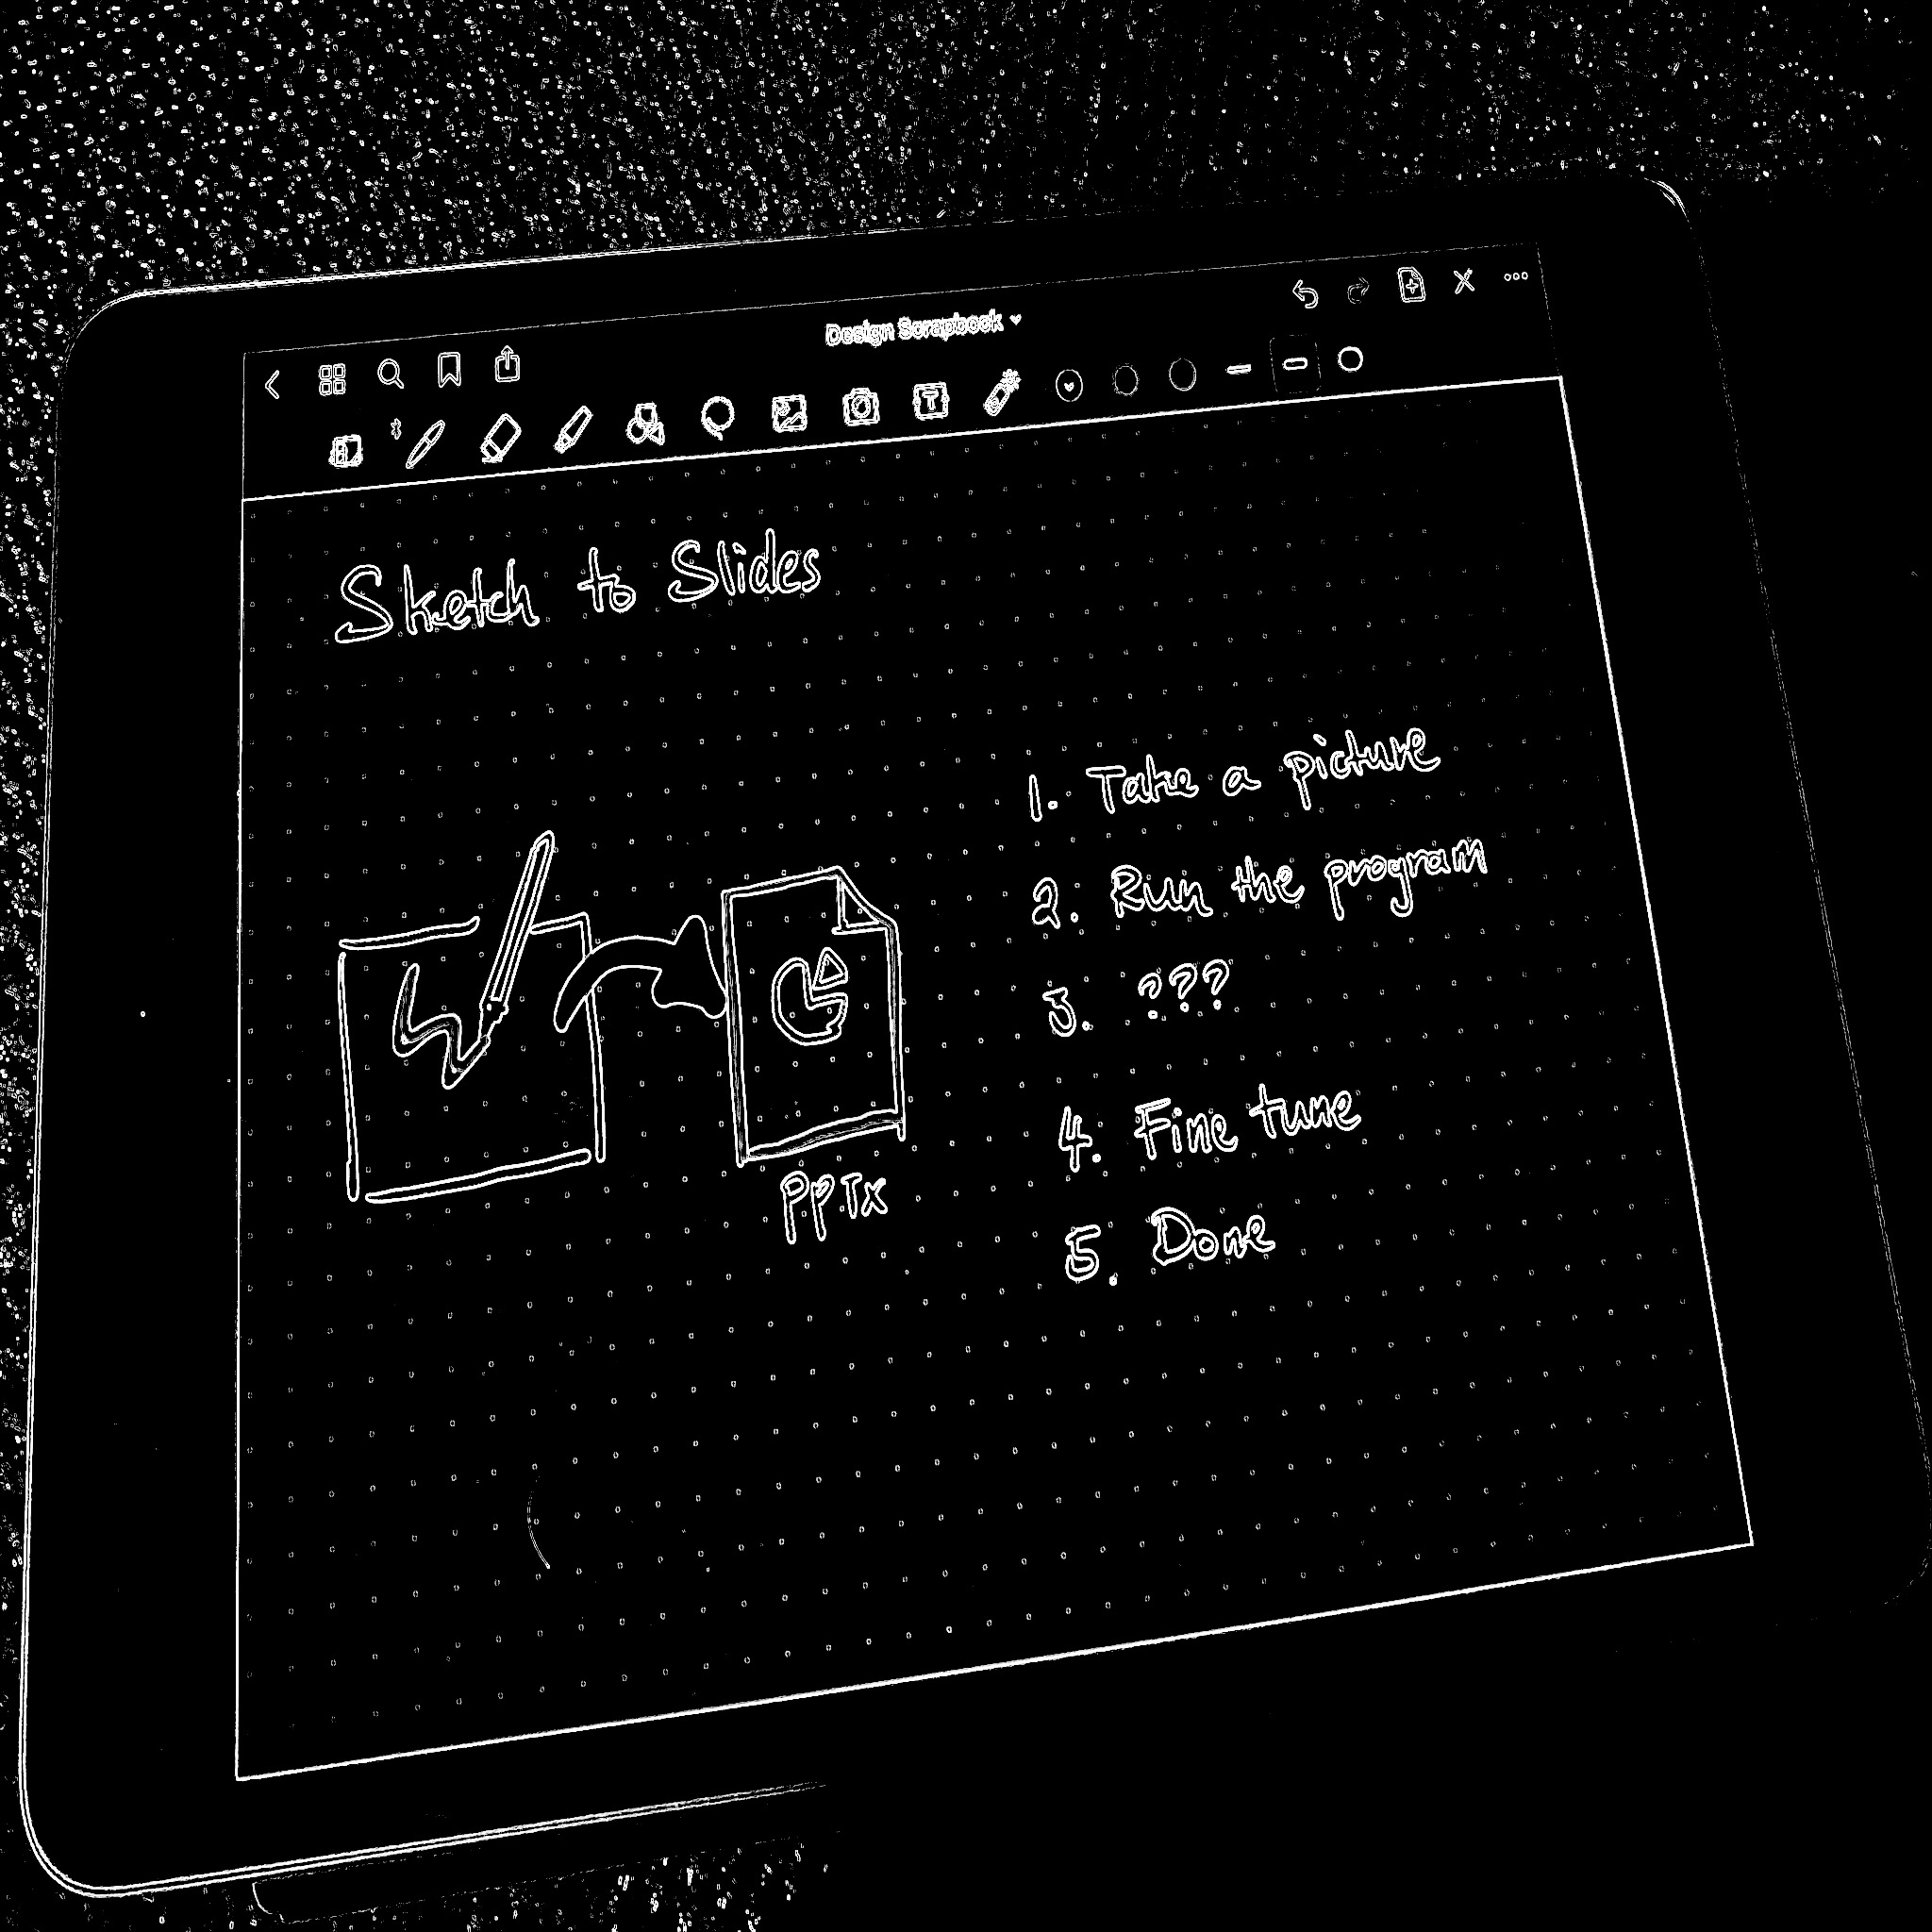 Design Scrapbook
T
Sketch to Slides
1. Take a picture
2. Run the program
3. ???
4. Fine tune
5. Done
PPTx